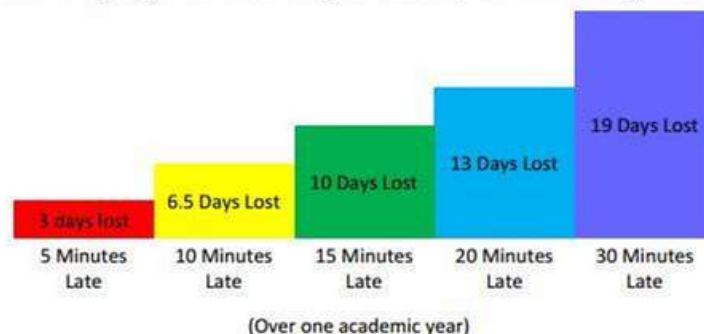 3 days lost
6.5 Days Lost
10 Days Lost
13 Days Lost
19 Days Lost
5 Minutes
Late
10 Minutes
Late
15 Minutes
Late
20 Minutes
Late
30 Minutes
Late
(Over one academic year)